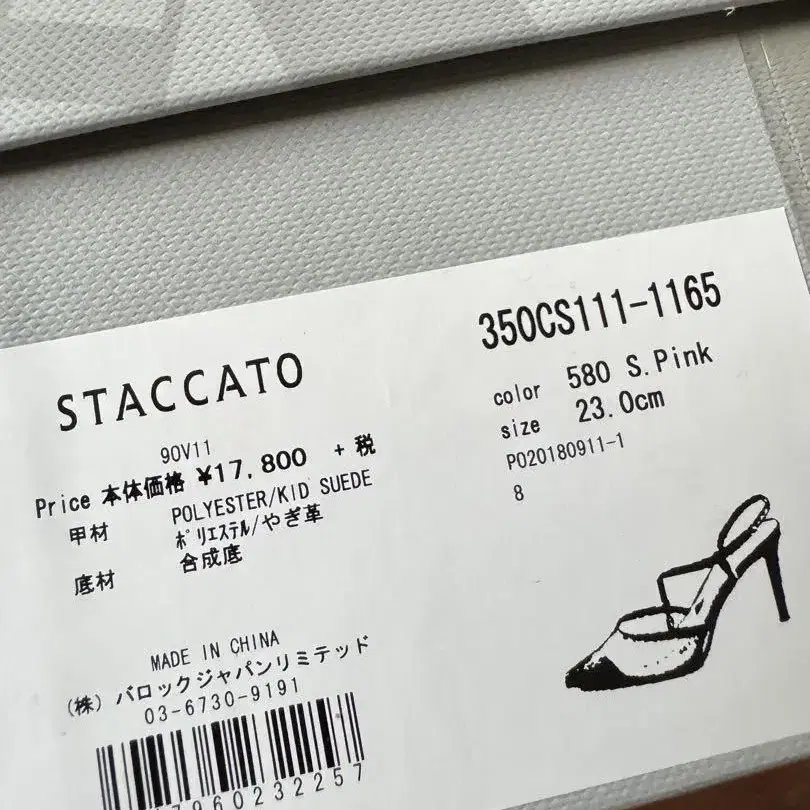 STACCATO
90V11
Price 本体価格 ¥17,800 + 税
甲材 POLYESTER/KID SUEDE
ポリエステル/やぎ革
底材 合成底
MADE IN CHINA
(株) バロックジャパンリミテッド
03-6730-9191
7960232257
350CS111-1165
color 580 S.Pink
size 23.0cm
PO20180911-1
8